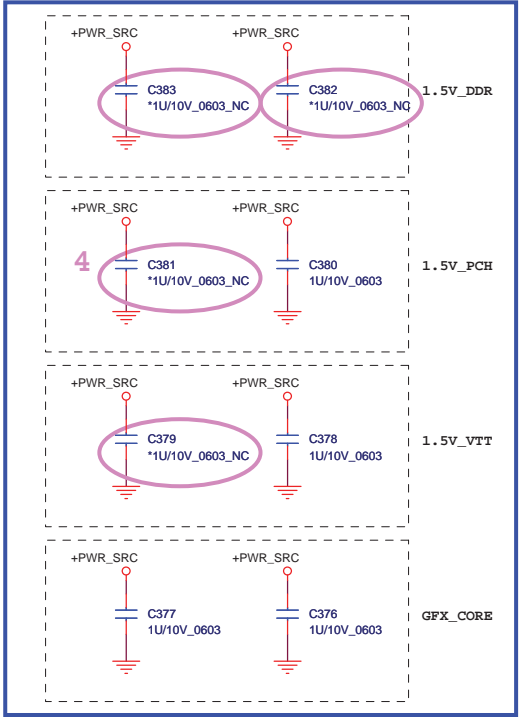 +PWR_SRC +PWR_SRC
C383 C382
*1U/10V_0603_NC *1U/10V_0603_NC
1.5V_DDR
+PWR_SRC +PWR_SRC
4
C381 C380
*1U/10V_0603_NC 1U/10V_0603
1.5V_PCH
+PWR_SRC +PWR_SRC
C379 C378
*1U/10V_0603_NC 1U/10V_0603
1.5V_VTT
+PWR_SRC +PWR_SRC
C377 C376
1U/10V_0603 1U/10V_0603
GFX_CORE